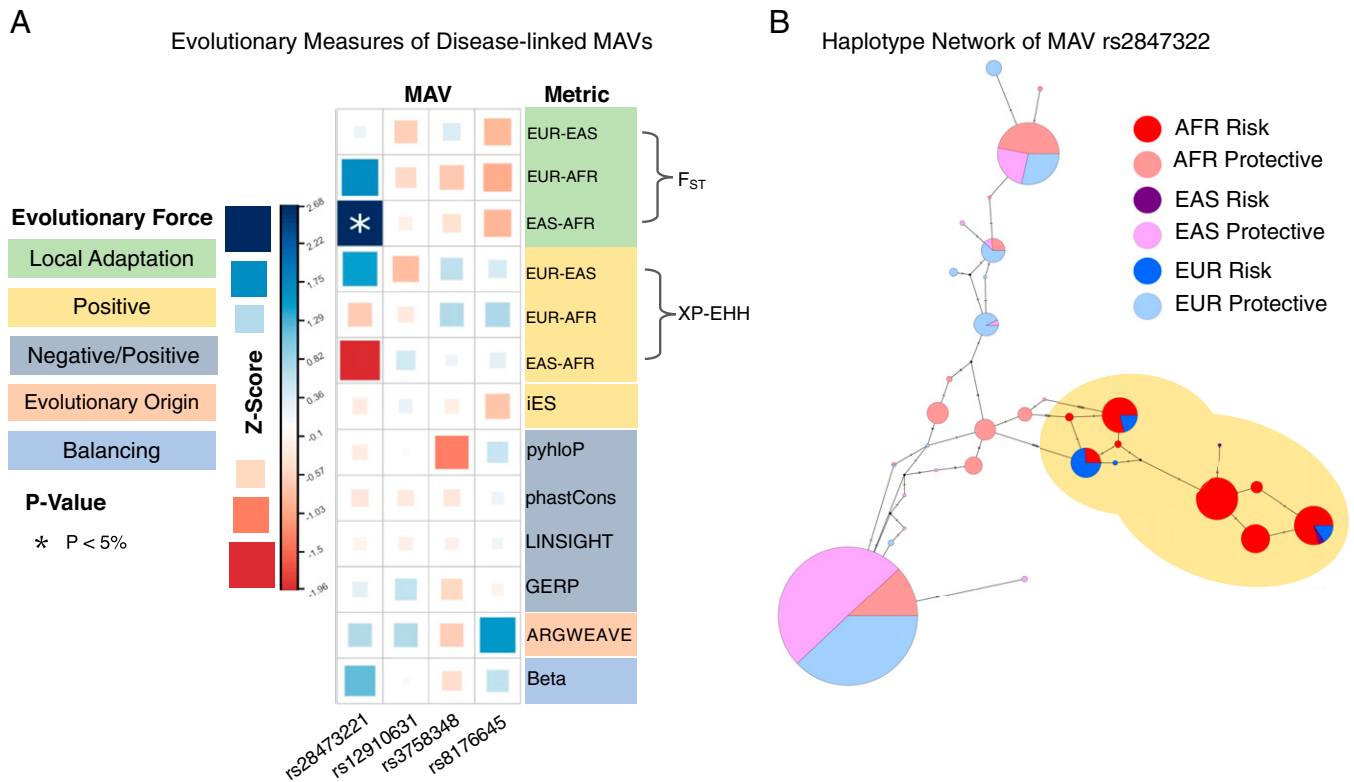 A
Evolutionary Measures of Disease-linked MAVs
MAV
Metric
EUR-EAS
EUR-AFR
EAS-AFR
F_ST
EUR-EAS
EUR-AFR
EAS-AFR
XP-EHH
iES
pyhloP
phastCons
LINSIGHT
GERP
ARGWEAVE
Beta
rs28473221
rs12910631
rs3758348
rs8176645
Evolutionary Force
Local Adaptation
Positive
Negative/Positive
Evolutionary Origin
Balancing
P-Value
* P < 5%
Z-Score
2.68
2.22
1.75
1.29
0.82
0.36
-0.1
-0.57
-1.03
-1.5
-1.96
*
B
Haplotype Network of MAV rs2847322
AFR Risk
AFR Protective
EAS Risk
EAS Protective
EUR Risk
EUR Protective